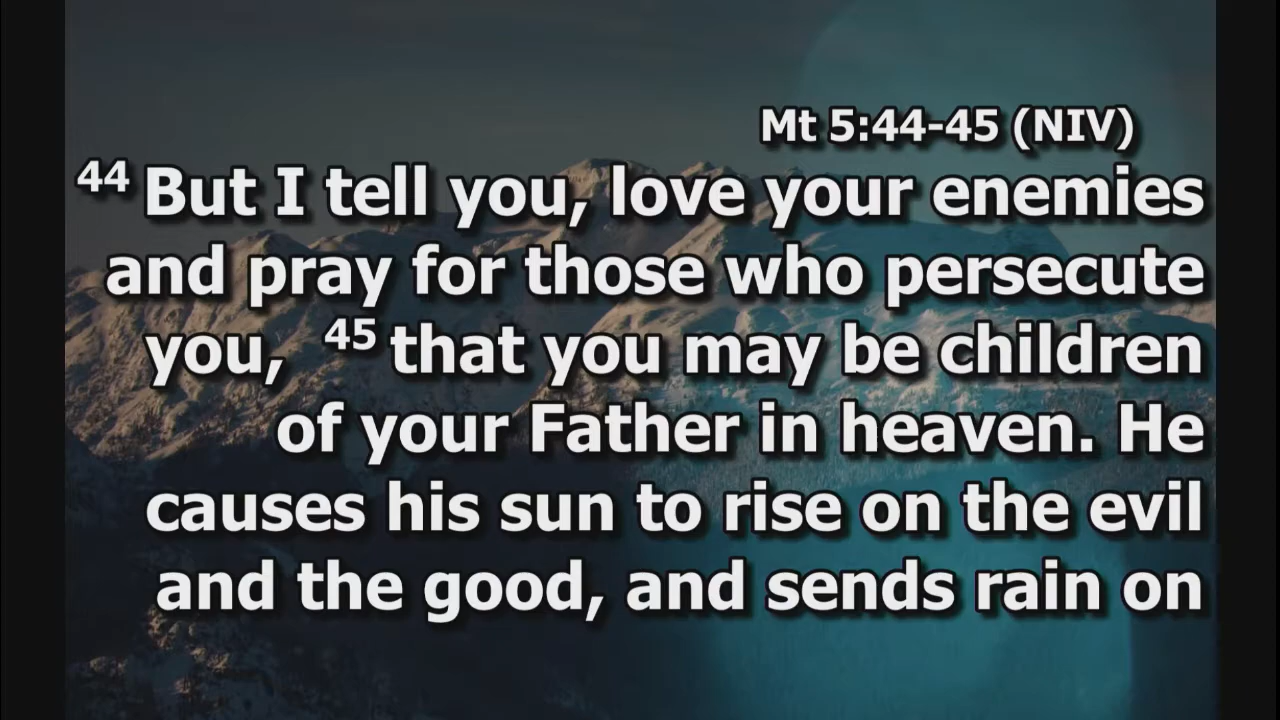 Mt 5:44-45 (NIV)
44 But I tell you, love your enemies
and pray for those who persecute
you, 45 that you may be children
of your Father in heaven. He
causes his sun to rise on the evil
and the good, and sends rain on